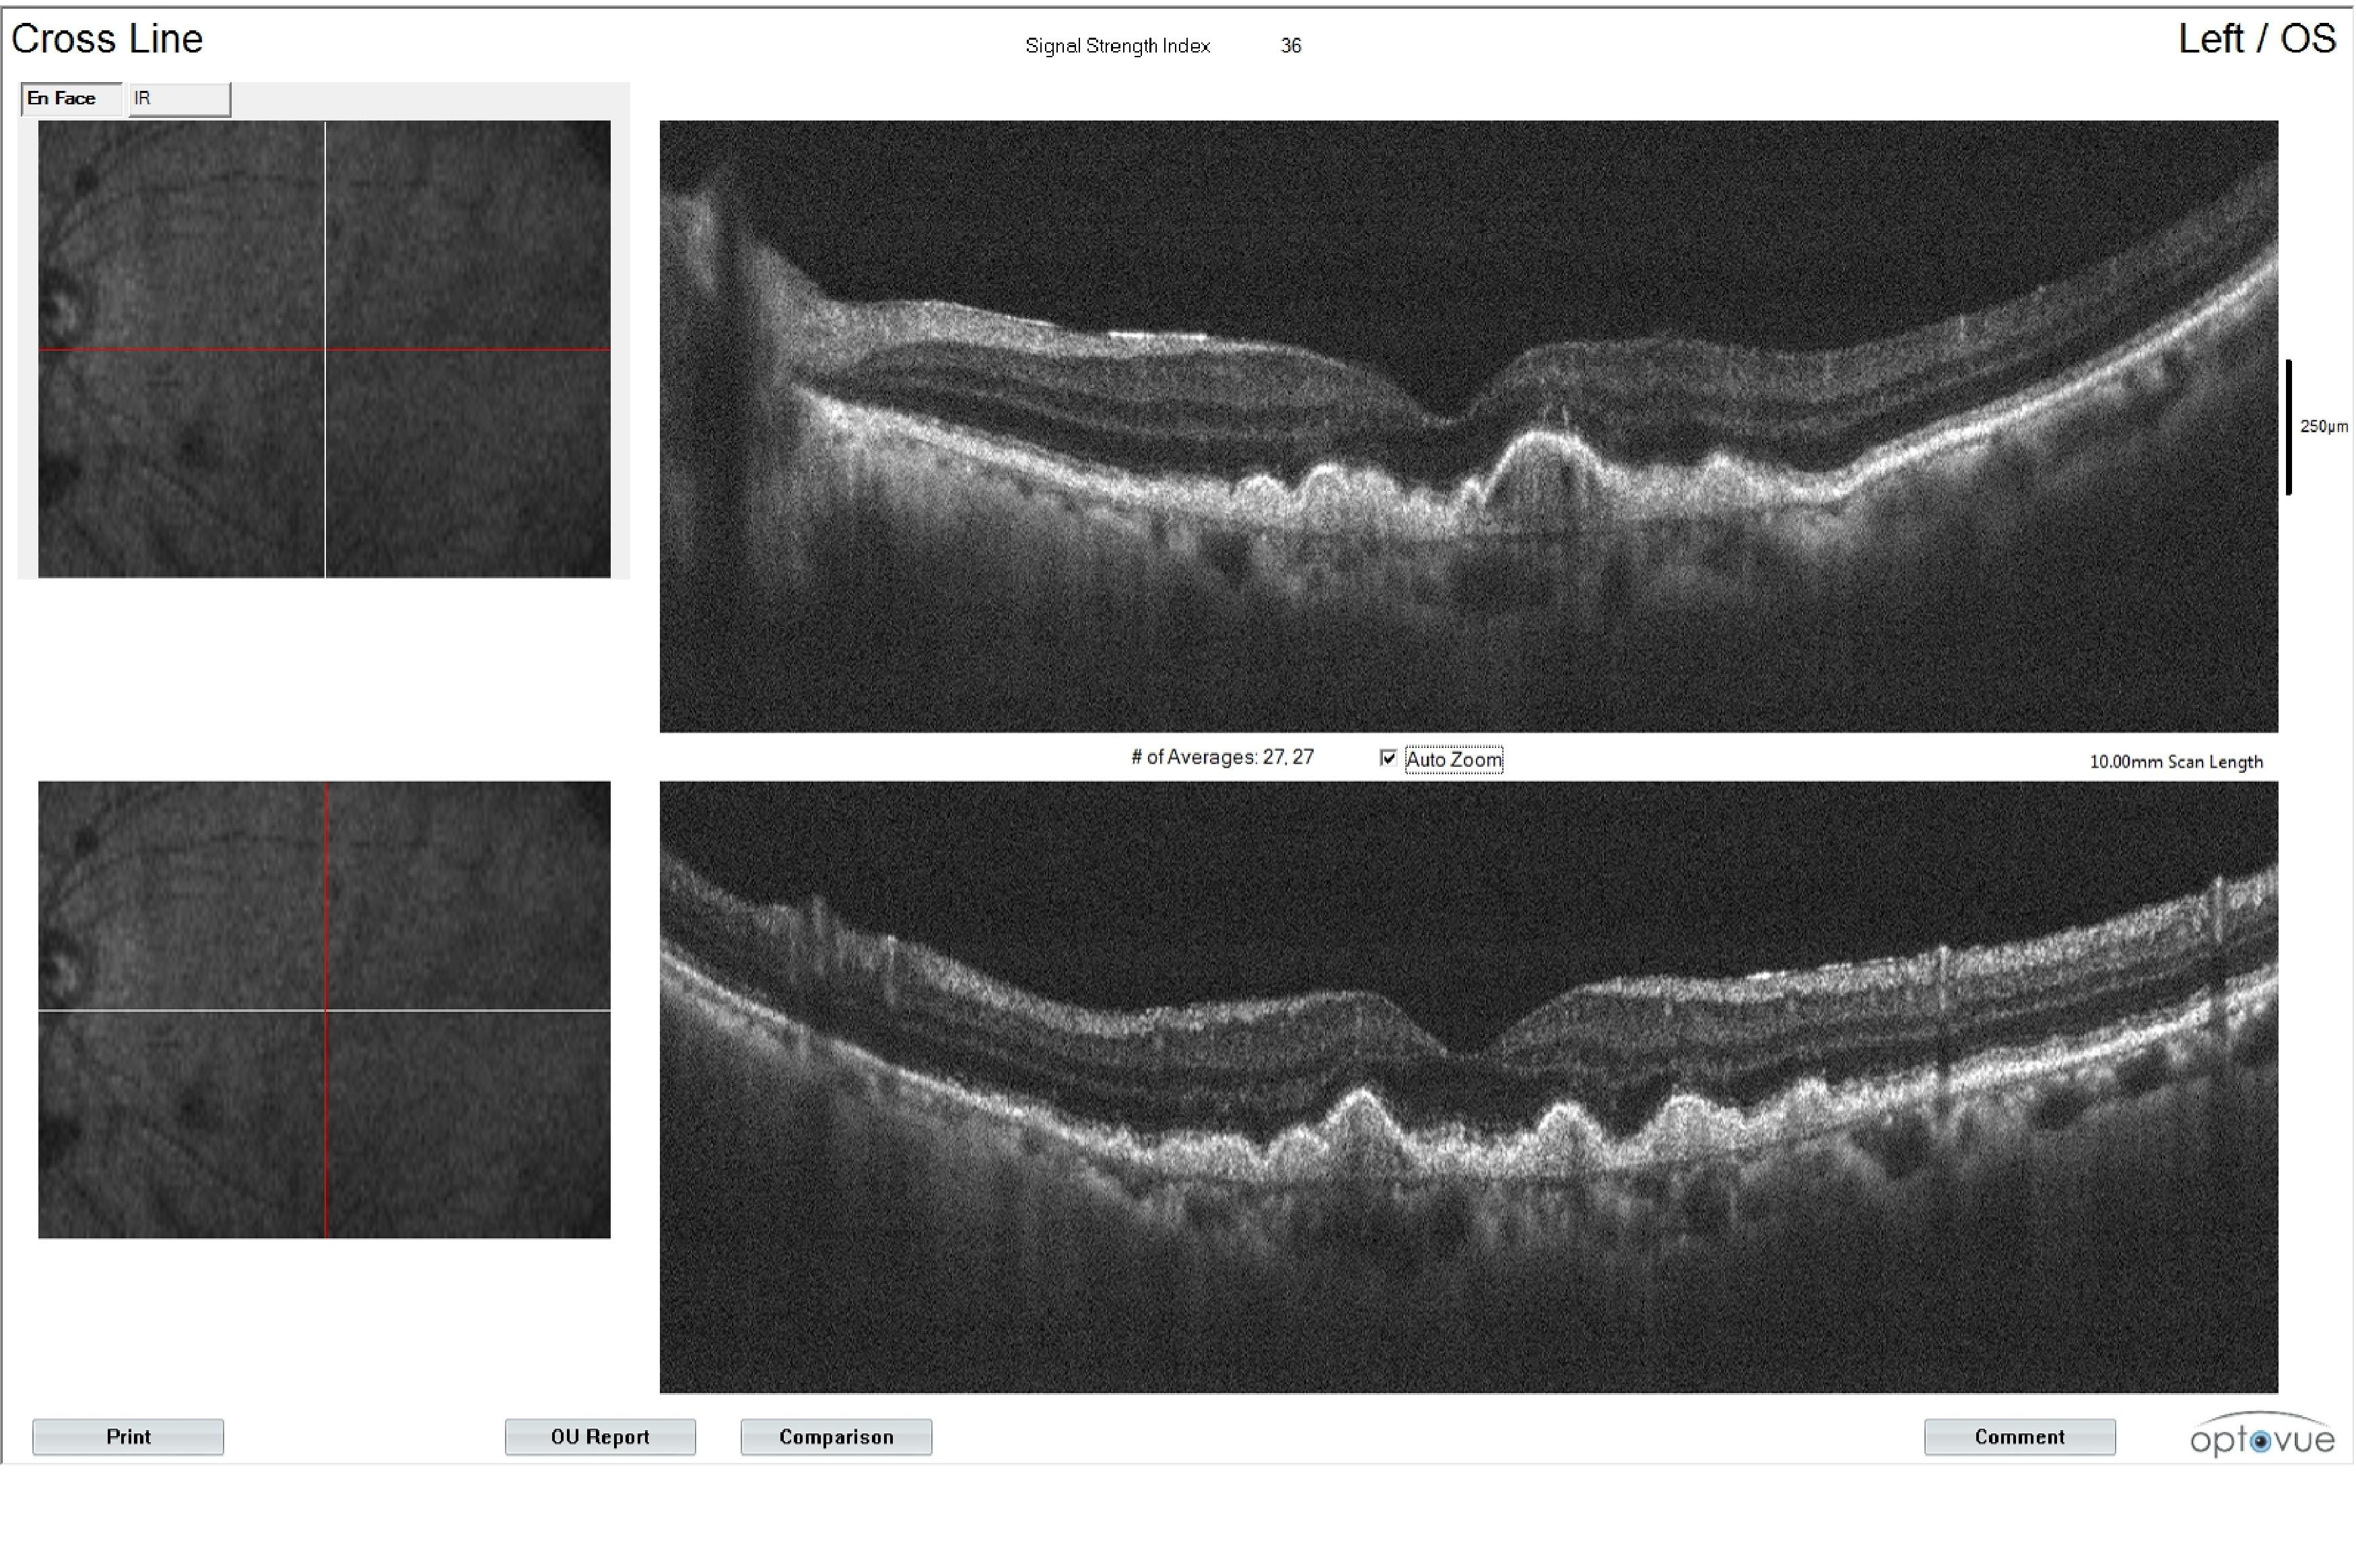 Cross Line
Signal Strength Index 36
Left / OS
En Face
IR
250µm
# of Averages: 27, 27
Auto Zoom
10.00mm Scan Length
Print
OU Report
Comparison
Comment
optovue